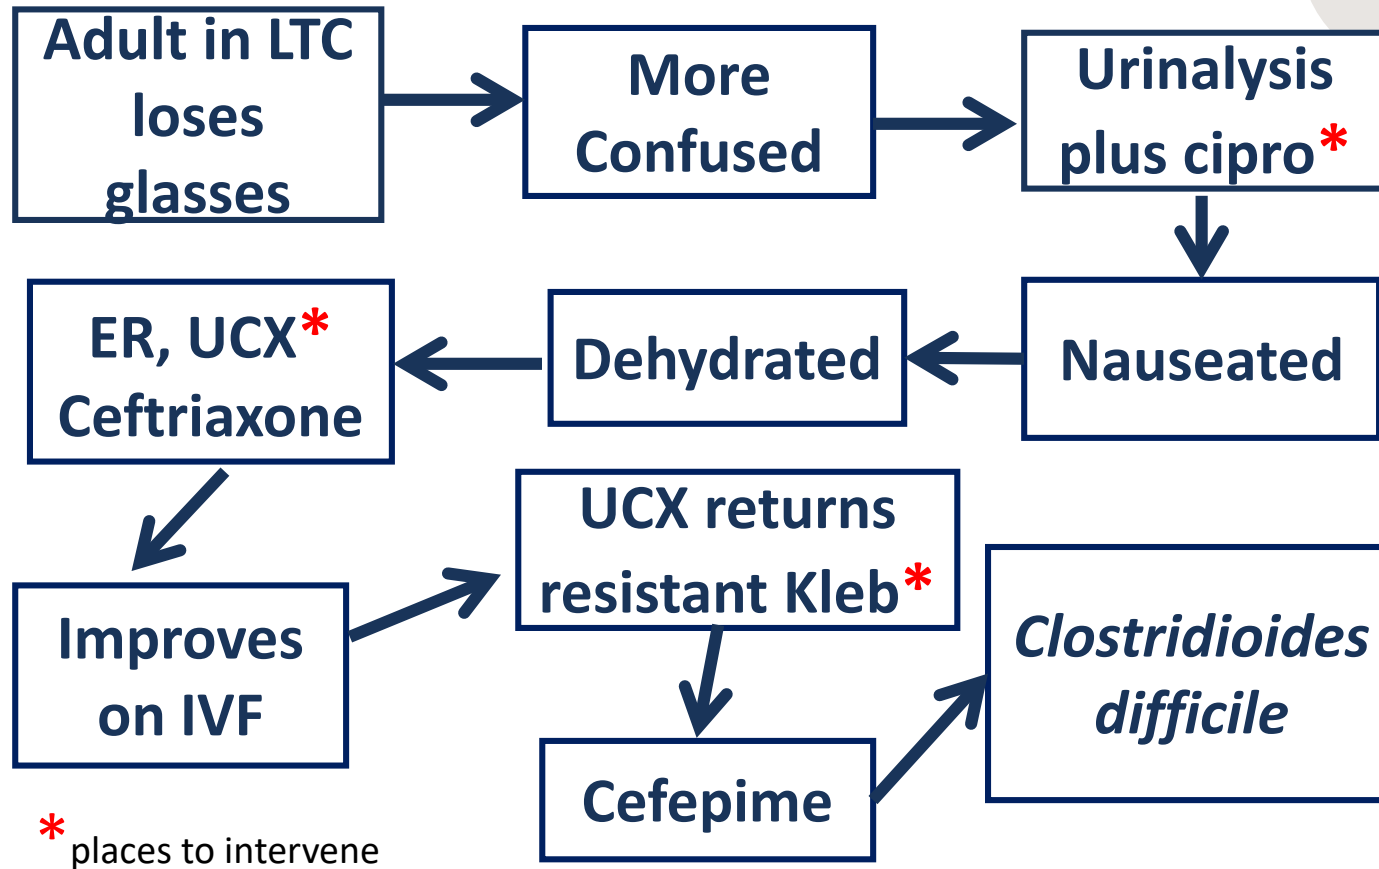 Adult in LTC
loses
glasses
More
Confused
Urinalysis
plus cipro*
Nauseated
Dehydrated
ER, UCX*
Ceftriaxone
Improves
on IVF
UCX returns
resistant Kleb*
Cefepime
Clostridioides
difficile
* places to intervene